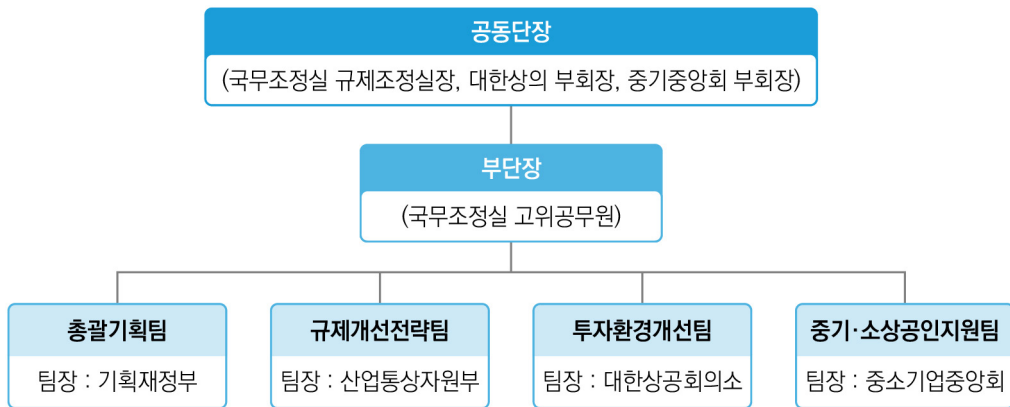 공동단장
(국무조정실 규제조정실장, 대한상의 부회장, 중기중앙회 부회장)
부단장
(국무조정실 고위공무원)
총괄기획팀
팀장 : 기획재정부
규제개선전략팀
팀장 : 산업통상자원부
투자환경개선팀
팀장 : 대한상공회의소
중기·소상공인지원팀
팀장 : 중소기업중앙회